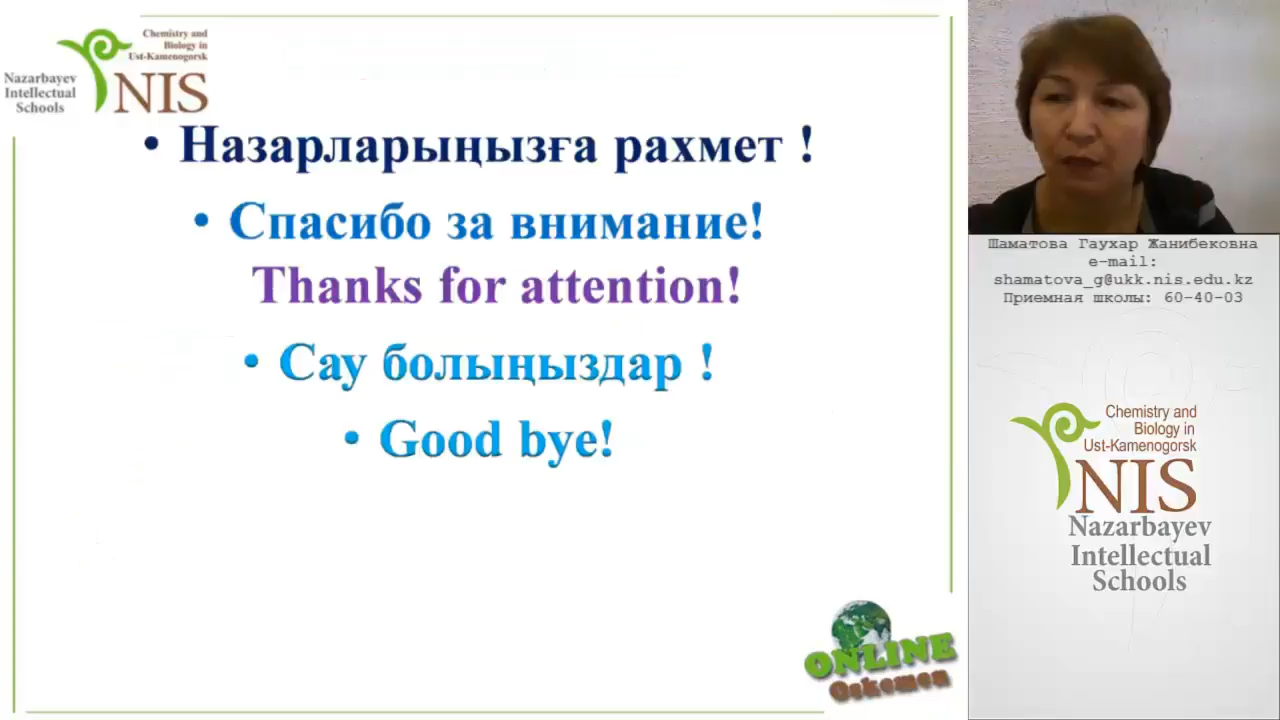 Chemistry and
Biology in
Ust-Kamenogorsk
Nazarbayev
Intellectual
Schools
NIS
• Назарларыңызға рахмет !
• Спасибо за внимание!
Thanks for attention!
• Сау болыңыздар !
• Good bye!
ONLINE
Oskemen
Шаматова Гаухар Жанибековна
e-mail:
shamatova_g@ukk.nis.edu.kz
Приемная школы: 60-40-03
Chemistry and
Biology in
Ust-Kamenogorsk
NIS
Nazarbayev
Intellectual
Schools